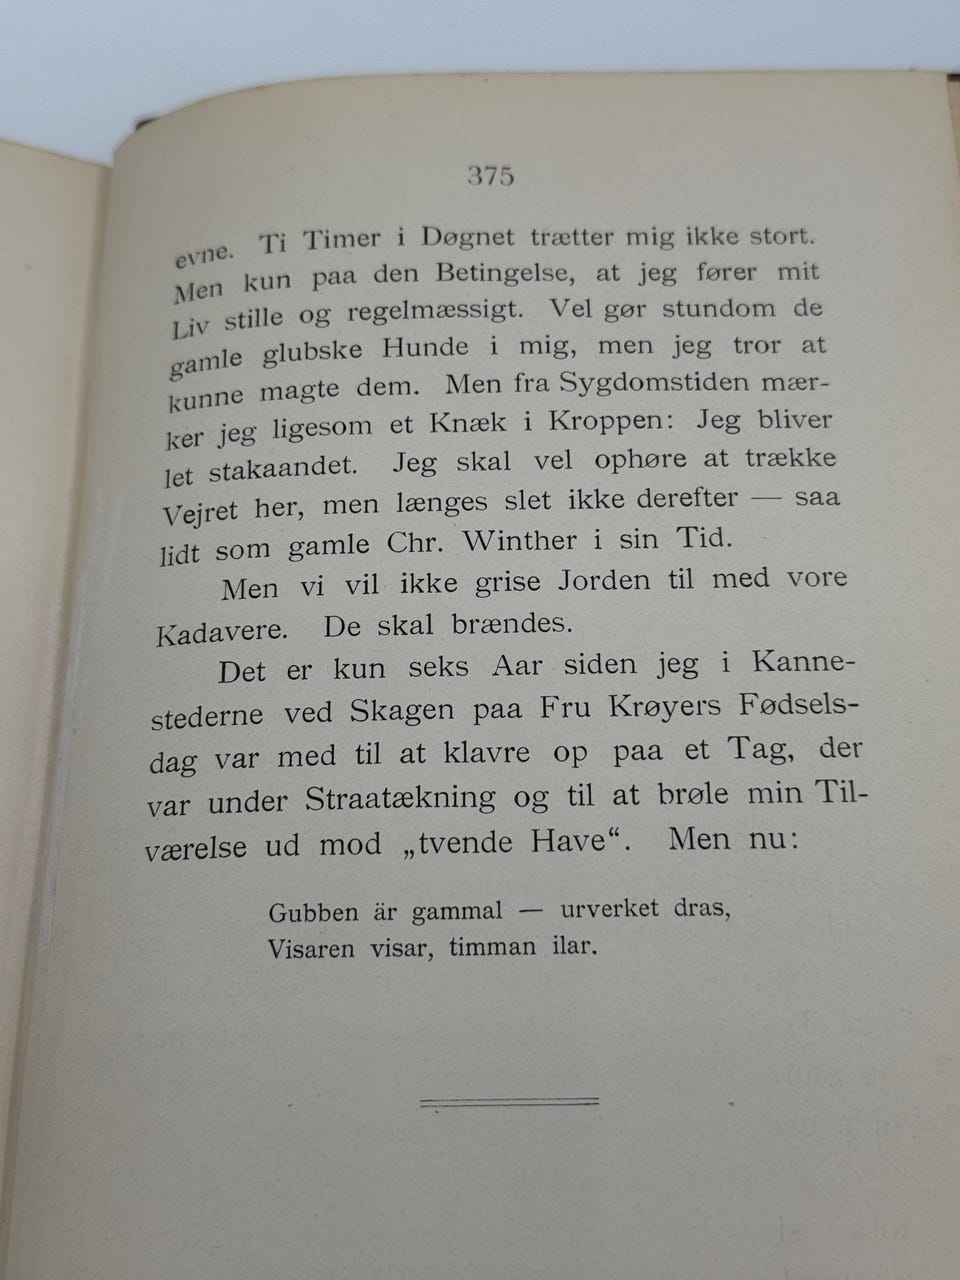 375
evne. Ti Timer i Døgnet trætter mig ikke stort.
Men kun paa den Betingelse, at jeg fører mit
Liv stille og regelmæssigt. Vel gør stundom de
gamle glubske Hunde i mig, men jeg tror at
kunne magte dem. Men fra Sygdomstiden mær-
ker jeg ligesom et Knæk i Kroppen: Jeg bliver
let stakaandet. Jeg skal vel ophøre at trække
Vejret her, men længes slet ikke derefter — saa
lidt som gamle Chr. Winther i sin Tid.
Men vi vil ikke grise Jorden til med vore
Kadavere. De skal brændes.
Det er kun seks Aar siden jeg i Kanne-
stederne ved Skagen paa Fru Krøyers Fødsels-
dag var med til at klavre op paa et Tag, der
var under Straatækning og til at brøle min Til-
værelse ud mod „tvende Have“. Men nu:
Gubben är gammal — urverket dras,
Visaren visar, timman ilar.